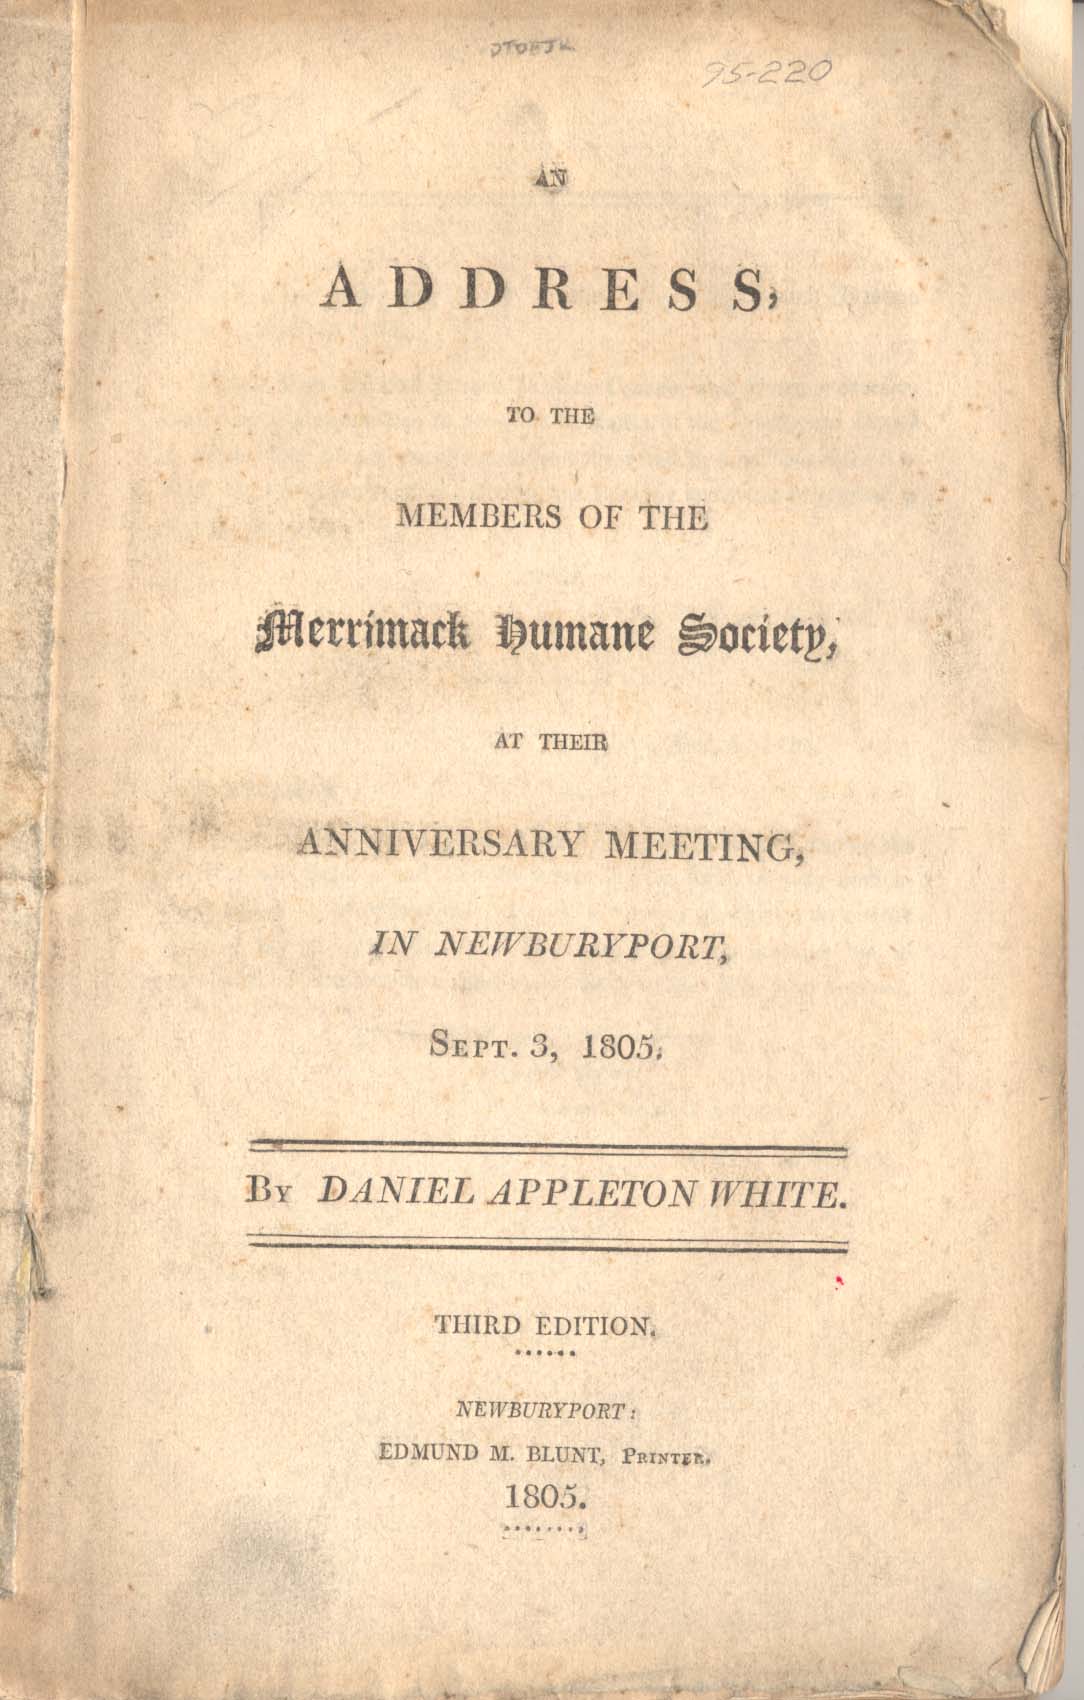 95-220
AN
ADDRESS,
TO THE
MEMBERS OF THE
Merrimack Humane Society,
AT THEIR
ANNIVERSARY MEETING,
IN NEWBURYPORT,
SEPT. 3, 1805.
BY DANIEL APPLETON WHITE.
THIRD EDITION.
NEWBURYPORT:
EDMUND M. BLUNT, PRINTER.
1805.